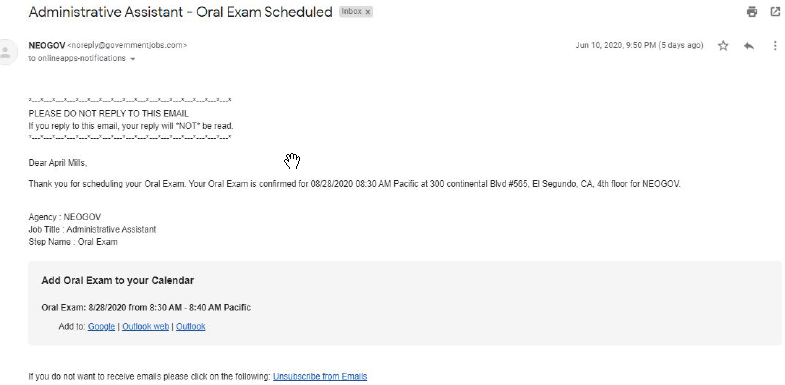 Administrative Assistant - Oral Exam Scheduled Inbox x
NEOGOV <noreply@governmentjobs.com> Jun 10, 2020, 9:50 PM (5 days ago)
to onlineapps-notifications
*---*---*---*---*---*---*---*---*---*---*---*---*---*---*---*---*---*
PLEASE DO NOT REPLY TO THIS EMAIL
If you reply to this email, your reply will *NOT* be read.
*---*---*---*---*---*---*---*---*---*---*---*---*---*---*---*---*---*
Dear April Mills,
Thank you for scheduling your Oral Exam. Your Oral Exam is confirmed for 08/28/2020 08:30 AM Pacific at 300 continental Blvd #565, El Segundo, CA, 4th floor for NEOGOV.
Agency : NEOGOV
Job Title : Administrative Assistant
Step Name : Oral Exam
Add Oral Exam to your Calendar
Oral Exam: 8/28/2020 from 8:30 AM - 8:40 AM Pacific
Add to: Google | Outlook web | Outlook
If you do not want to receive emails please click on the following: Unsubscribe from Emails